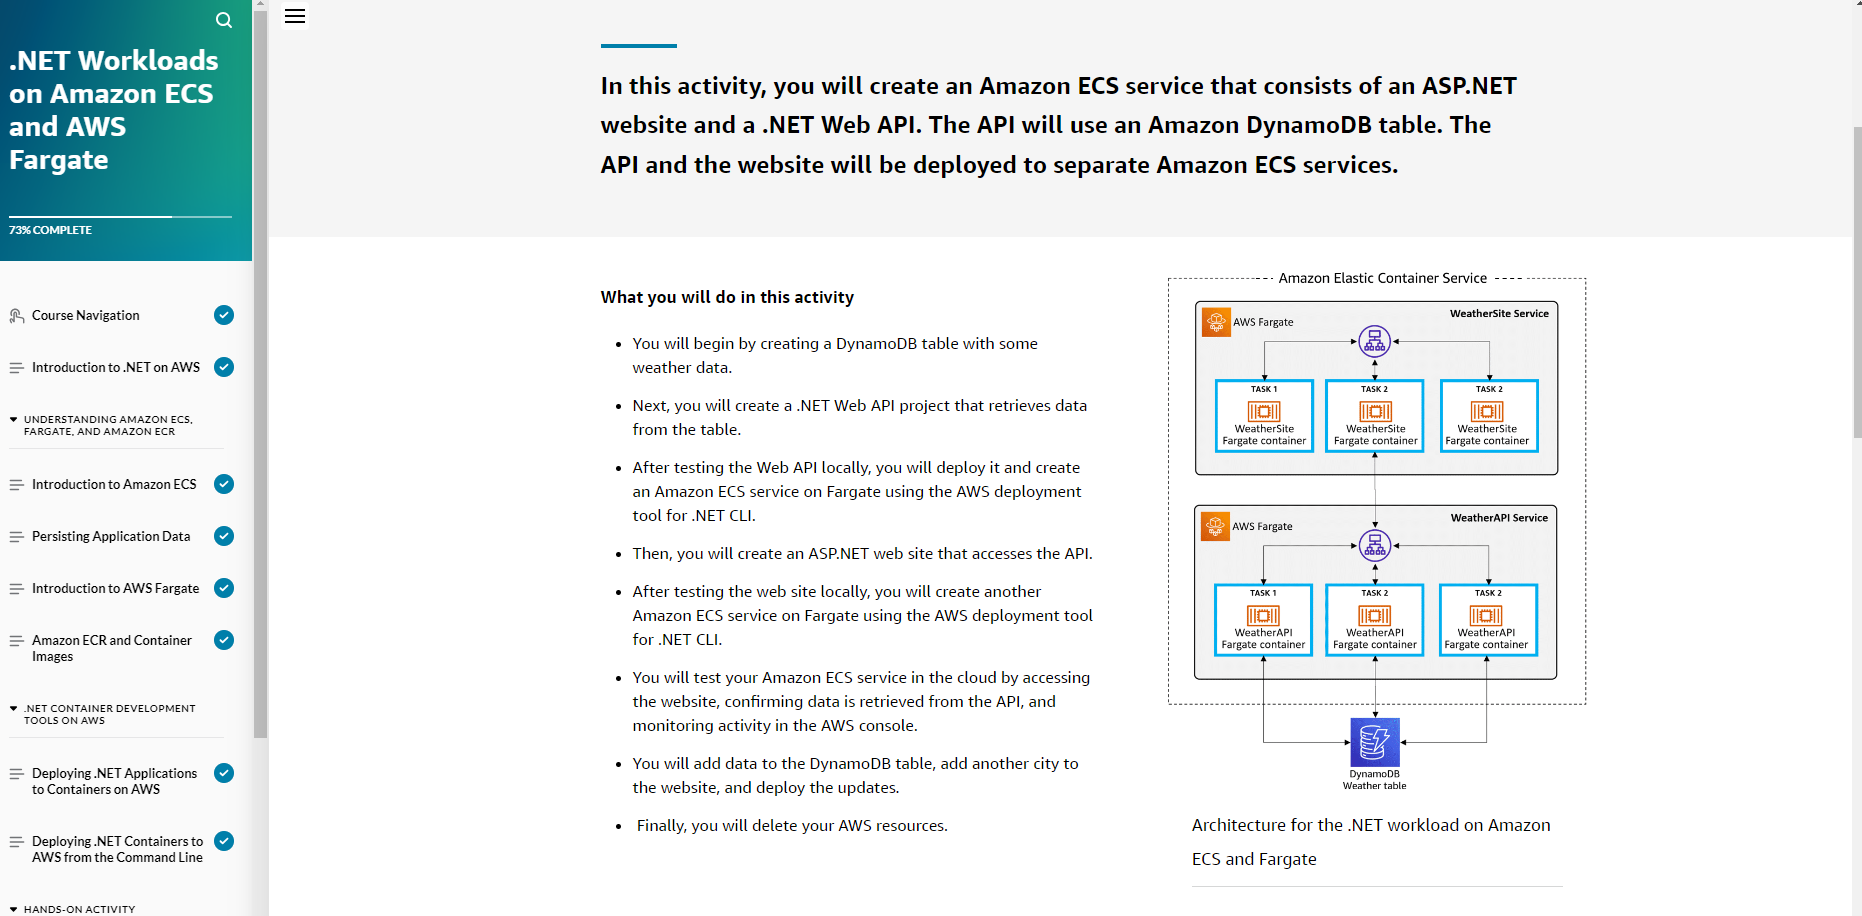 .NET Workloads
on Amazon ECS
and AWS
Fargate
73% COMPLETE
Course Navigation
Introduction to .NET on AWS
UNDERSTANDING AMAZON ECS,
FARGATE, AND AMAZON ECR
Introduction to Amazon ECS
Persisting Application Data
Introduction to AWS Fargate
Amazon ECR and Container
Images
.NET CONTAINER DEVELOPMENT
TOOLS ON AWS
Deploying .NET Applications
to Containers on AWS
Deploying .NET Containers to
AWS from the Command Line
HANDS-ON ACTIVITY
In this activity, you will create an Amazon ECS service that consists of an ASP.NET
website and a .NET Web API. The API will use an Amazon DynamoDB table. The
API and the website will be deployed to separate Amazon ECS services.
What you will do in this activity
• You will begin by creating a DynamoDB table with some
weather data.
• Next, you will create a .NET Web API project that retrieves data
from the table.
• After testing the Web API locally, you will deploy it and create
an Amazon ECS service on Fargate using the AWS deployment
tool for .NET CLI.
• Then, you will create an ASP.NET web site that accesses the API.
• After testing the web site locally, you will create another
Amazon ECS service on Fargate using the AWS deployment tool
for .NET CLI.
• You will test your Amazon ECS service in the cloud by accessing
the website, confirming data is retrieved from the API, and
monitoring activity in the AWS console.
• You will add data to the DynamoDB table, add another city to
the website, and deploy the updates.
• Finally, you will delete your AWS resources.
Amazon Elastic Container Service
AWS Fargate
WeatherSite Service
TASK 1
WeatherSite
Fargate container
TASK 2
WeatherSite
Fargate container
TASK 2
WeatherSite
Fargate container
AWS Fargate
WeatherAPI Service
TASK 1
WeatherAPI
Fargate container
TASK 2
WeatherAPI
Fargate container
TASK 2
WeatherAPI
Fargate container
DynamoDB
Weather table
Architecture for the .NET workload on Amazon
ECS and Fargate